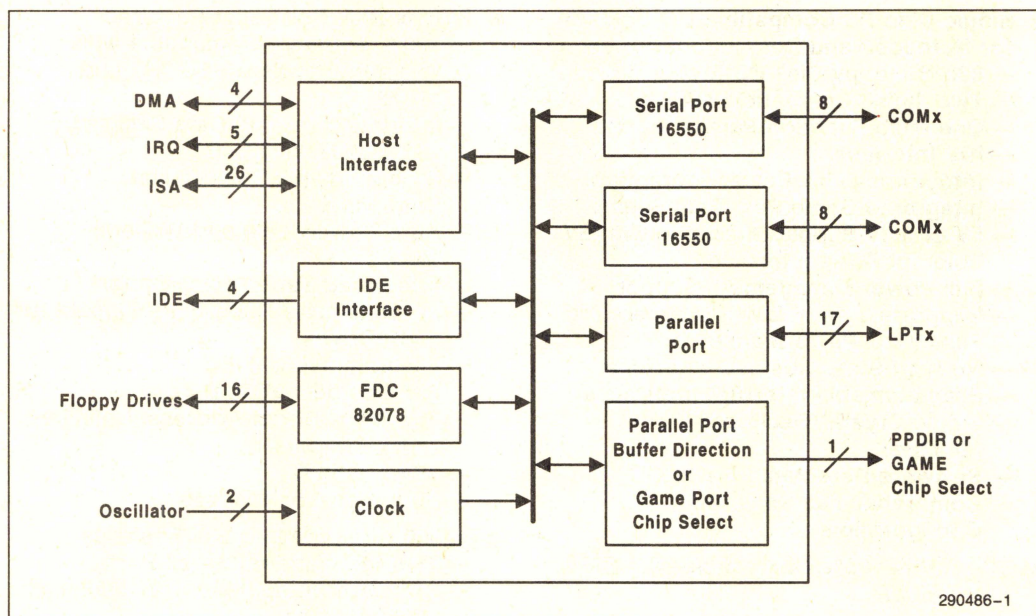 DMA
4
IRQ
5
ISA
26
Host
Interface
IDE
4
IDE
Interface
Floppy Drives
16
FDC
82078
Oscillator
2
Clock
Serial Port
16550
8
COMx
Serial Port
16550
8
COMx
Parallel
Port
17
LPTx
Parallel Port
Buffer Direction
or
Game Port
Chip Select
1
PPDIR or
GAME
Chip Select
290486-1